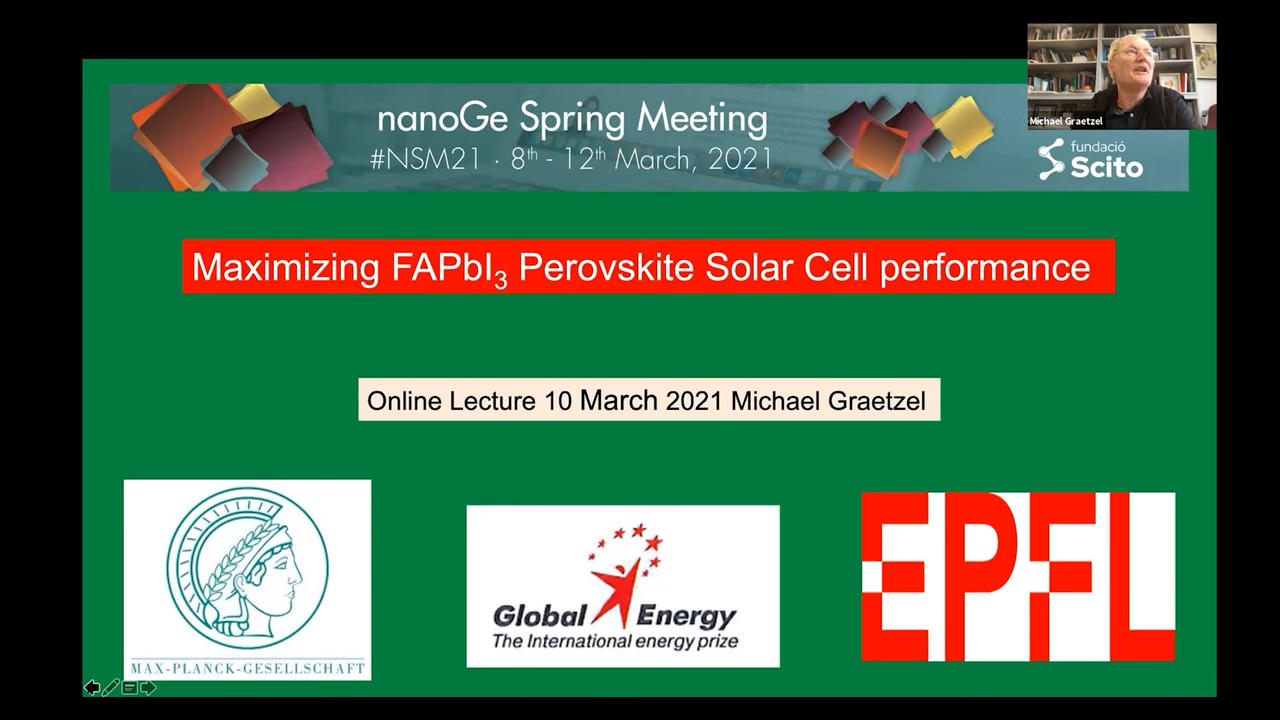 nanoGe Spring Meeting
#NSM21 · 8th - 12th March, 2021
Michael Graetzel
fundació
Scito
Maximizing FAPbI3 Perovskite Solar Cell performance
Online Lecture 10 March 2021 Michael Graetzel
MAX-PLANCK-GESELLSCHAFT
Global Energy
The International energy prize
EPFL